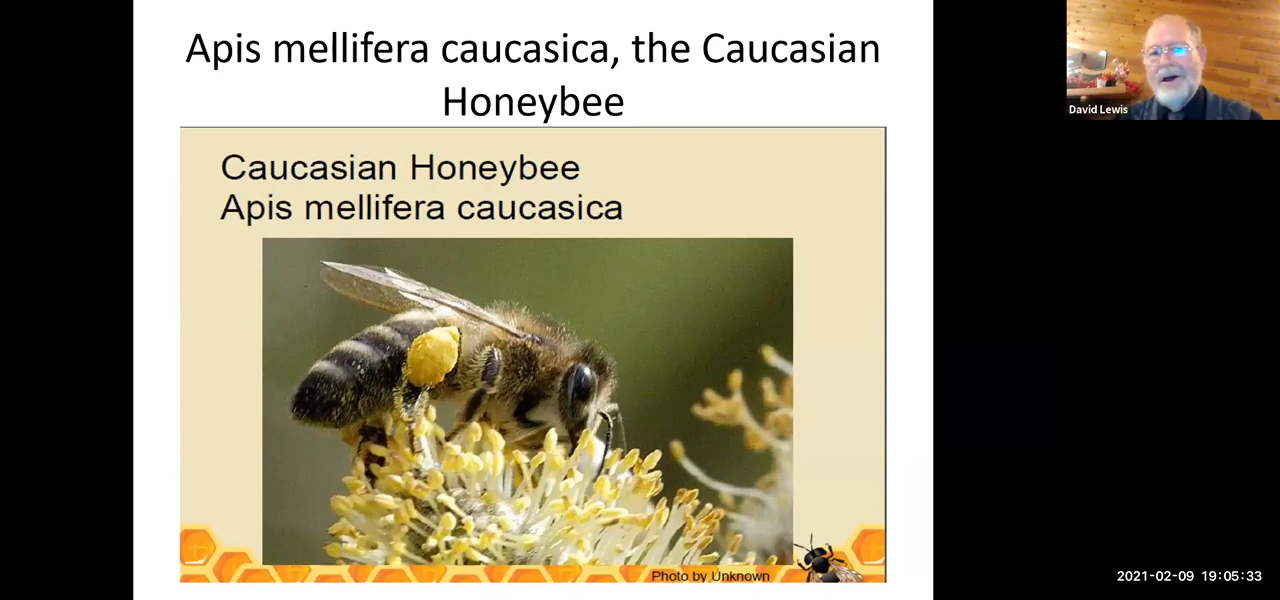 Apis mellifera caucasica, the Caucasian
Honeybee
Caucasian Honeybee
Apis mellifera caucasica
Photo by Unknown
David Lewis
2021-02-09 19:05:33